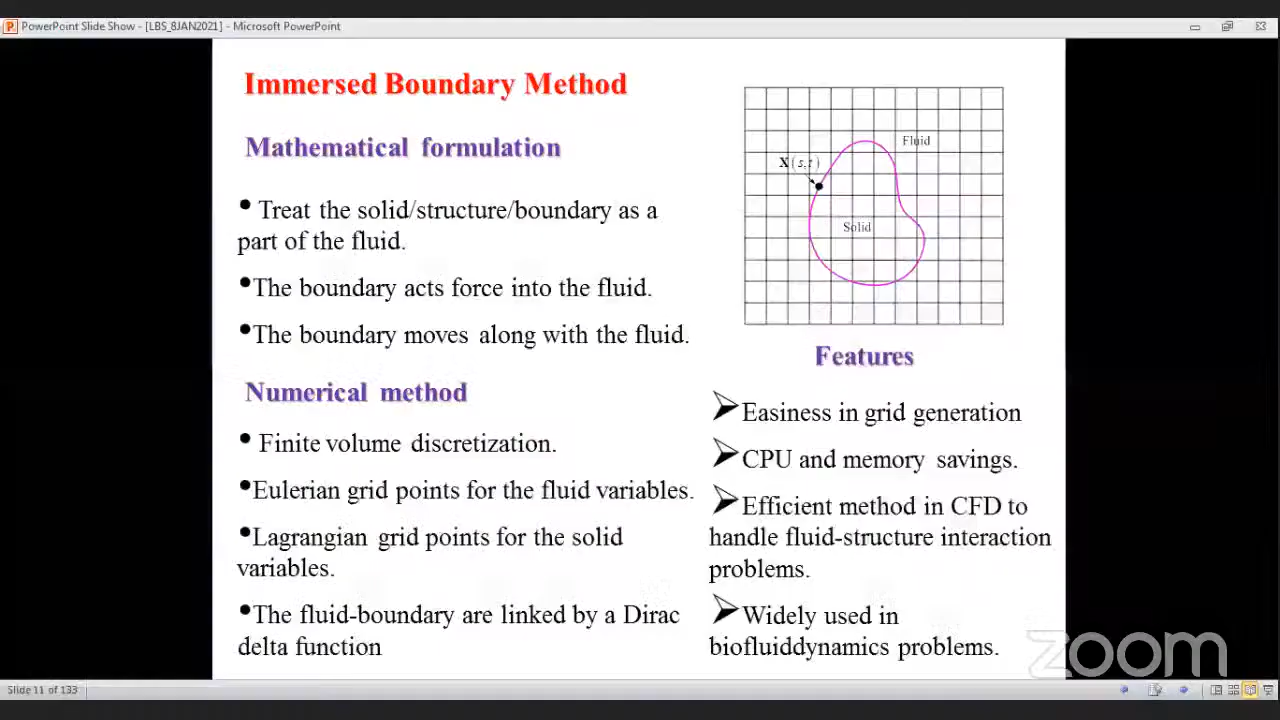 PowerPoint Slide Show - [LBS_8JAN2021] - Microsoft PowerPoint
Immersed Boundary Method
Mathematical formulation
• Treat the solid/structure/boundary as a
part of the fluid.
•The boundary acts force into the fluid.
•The boundary moves along with the fluid.
Numerical method
• Finite volume discretization.
•Eulerian grid points for the fluid variables.
•Lagrangian grid points for the solid
variables.
•The fluid-boundary are linked by a Dirac
delta function
Fluid
X(s,t)
Solid
Features
➢Easiness in grid generation
➢CPU and memory savings.
➢Efficient method in CFD to
handle fluid-structure interaction
problems.
➢Widely used in
biofluiddynamics problems.
zoom
Slide 11 of 133